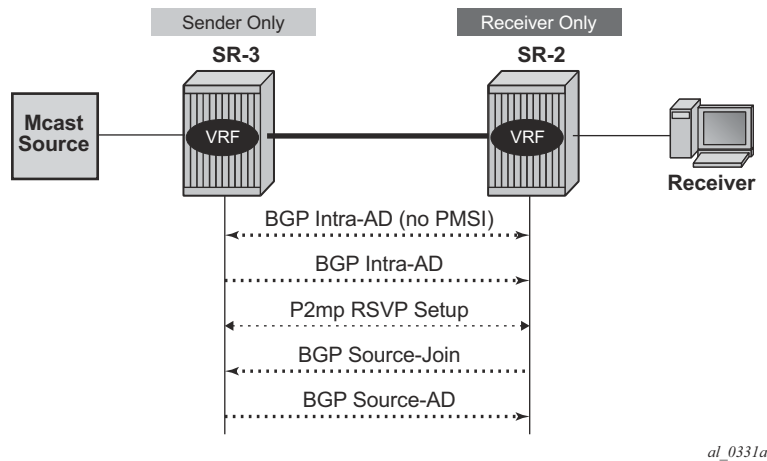 Sender Only
Receiver Only
SR-3
SR-2
Mcast
Source
VRF
VRF
Receiver
BGP Intra-AD (no PMSI)
BGP Intra-AD
P2mp RSVP Setup
BGP Source-Join
BGP Source-AD
al_0331a